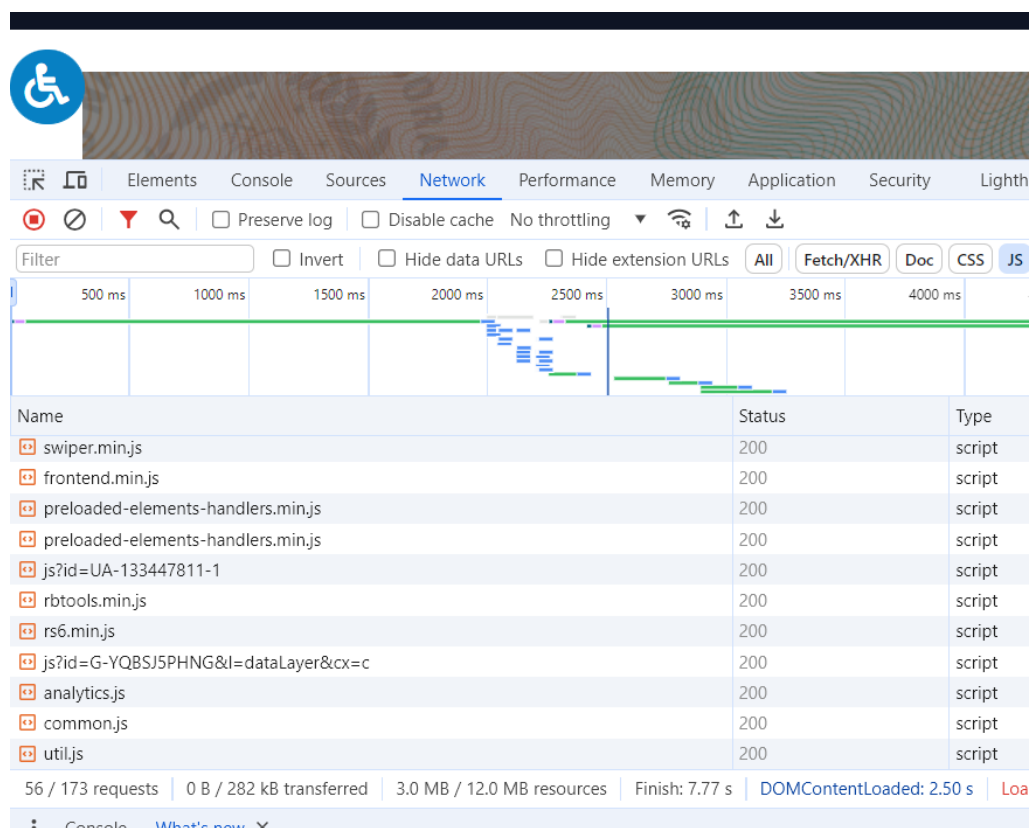 Elements Console Sources Network Performance Memory Application Security Lighth
Preserve log Disable cache No throttling
Filter Invert Hide data URLs Hide extension URLs All Fetch/XHR Doc CSS JS
500 ms 1000 ms 1500 ms 2000 ms 2500 ms 3000 ms 3500 ms 4000 ms
Name Status Type
swiper.min.js 200 script
frontend.min.js 200 script
preloaded-elements-handlers.min.js 200 script
preloaded-elements-handlers.min.js 200 script
js?id=UA-133447811-1 200 script
rbtools.min.js 200 script
rs6.min.js 200 script
js?id=G-YQBSJ5PHNG&l=dataLayer&cx=c 200 script
analytics.js 200 script
common.js 200 script
util.js 200 script
56 / 173 requests 0 B / 282 kB transferred 3.0 MB / 12.0 MB resources Finish: 7.77 s DOMContentLoaded: 2.50 s Loa
Console What's new